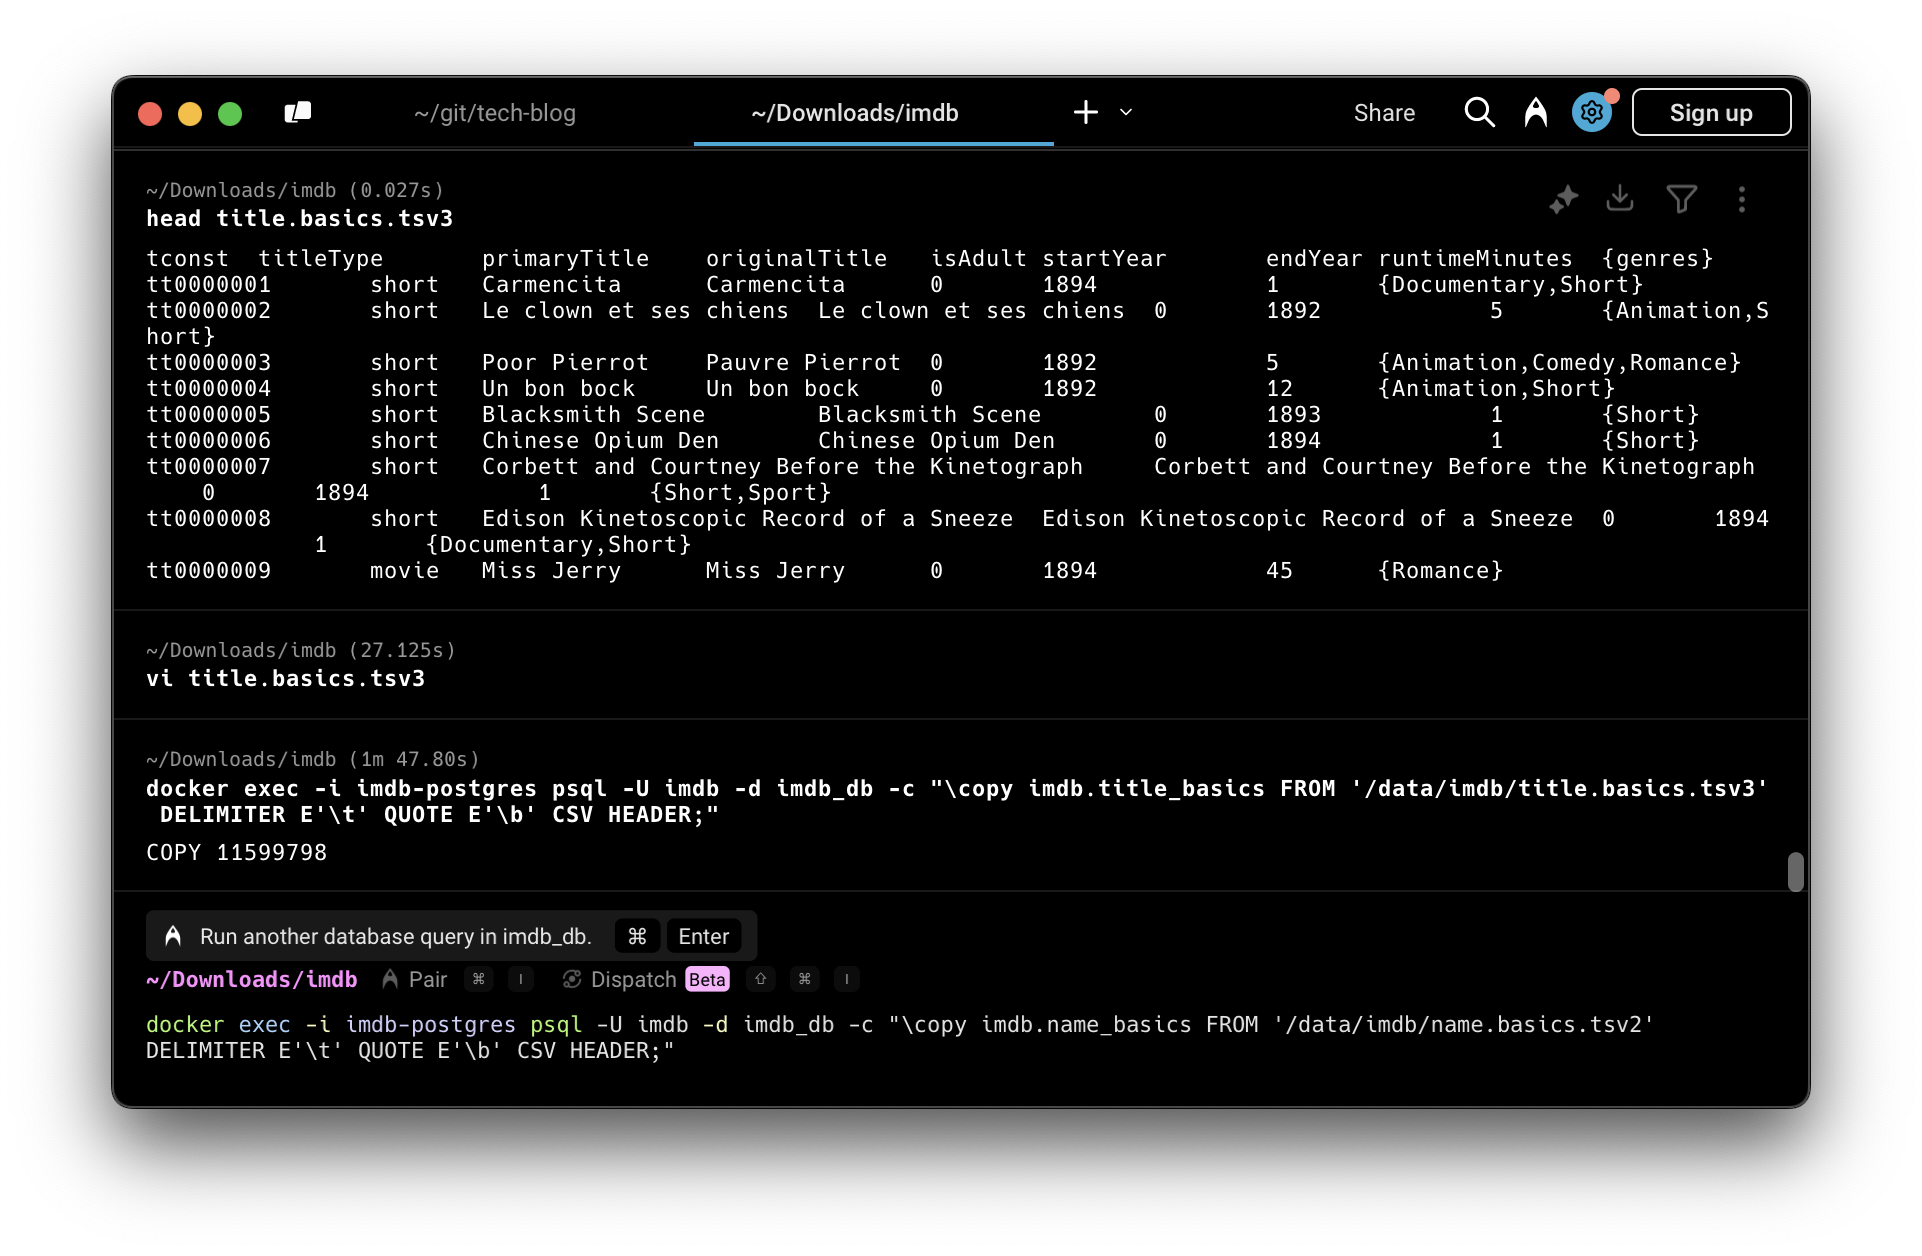 ~/git/tech-blog ~/Downloads/imdb Share Sign up
~/Downloads/imdb (0.027s)
head title.basics.tsv3
tconst titleType primaryTitle originalTitle isAdult startYear endYear runtimeMinutes {genres}
tt0000001 short Carmencita Carmencita 0 1894 1 {Documentary,Short}
tt0000002 short Le clown et ses chiens Le clown et ses chiens 0 1892 5 {Animation,S
hort}
tt0000003 short Poor Pierrot Pauvre Pierrot 0 1892 5 {Animation,Comedy,Romance}
tt0000004 short Un bon bock Un bon bock 0 1892 12 {Animation,Short}
tt0000005 short Blacksmith Scene Blacksmith Scene 0 1893 1 {Short}
tt0000006 short Chinese Opium Den Chinese Opium Den 0 1894 1 {Short}
tt0000007 short Corbett and Courtney Before the Kinetograph Corbett and Courtney Before the Kinetograph
0 1894 1 {Short,Sport}
tt0000008 short Edison Kinetoscopic Record of a Sneeze Edison Kinetoscopic Record of a Sneeze 0 1894
1 {Documentary,Short}
tt0000009 movie Miss Jerry Miss Jerry 0 1894 45 {Romance}
~/Downloads/imdb (27.125s)
vi title.basics.tsv3
~/Downloads/imdb (1m 47.80s)
docker exec -i imdb-postgres psql -U imdb -d imdb_db -c "\copy imdb.title_basics FROM '/data/imdb/title.basics.tsv3'
DELIMITER E'\t' QUOTE E'\b' CSV HEADER;"
COPY 11599798
Run another database query in imdb_db. ⌘ Enter
~/Downloads/imdb Pair ⌘ I Dispatch Beta ⇧ ⌘ I
docker exec -i imdb-postgres psql -U imdb -d imdb_db -c "\copy imdb.name_basics FROM '/data/imdb/name.basics.tsv2'
DELIMITER E'\t' QUOTE E'\b' CSV HEADER;"